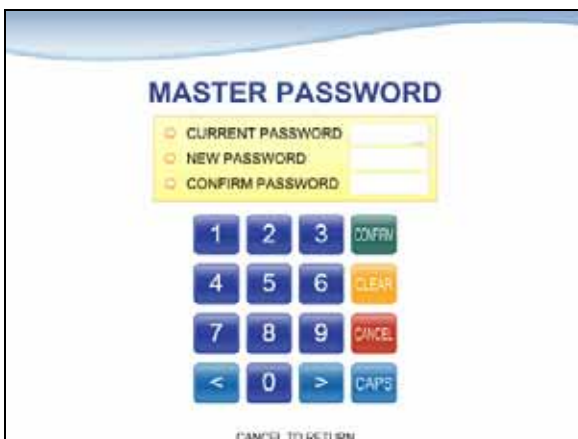 MASTER PASSWORD
CURRENT PASSWORD
NEW PASSWORD
CONFIRM PASSWORD
1 2 3 CONFIRM
4 5 6 CLEAR
7 8 9 CANCEL
< 0 > CAPS
CANCEL TO RETURN